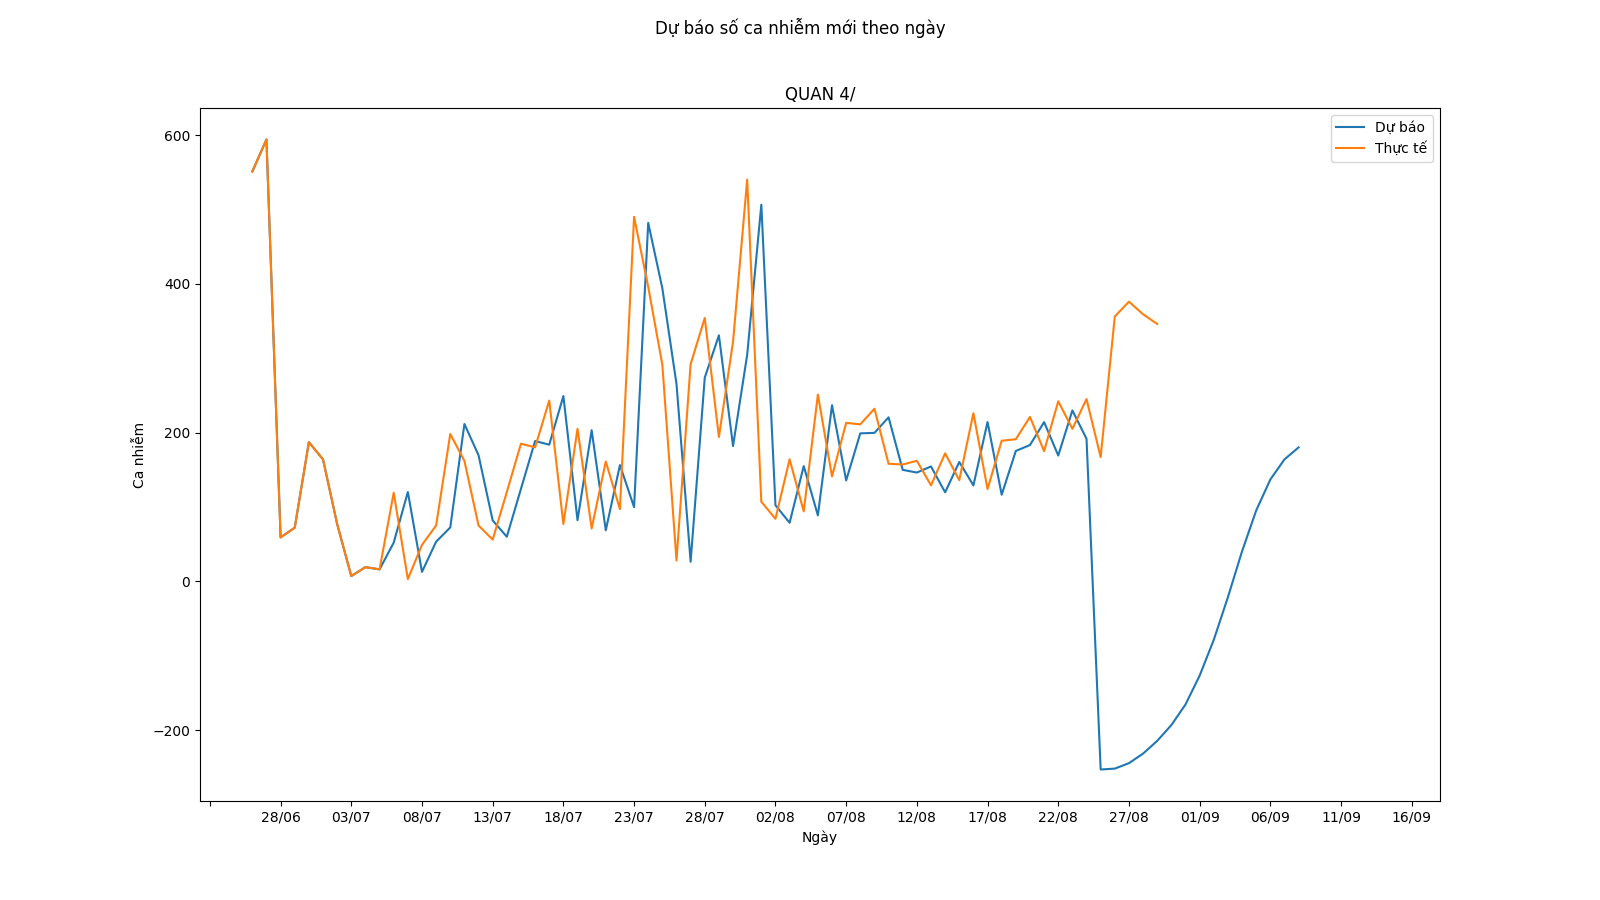 Dự báo số ca nhiễm mới theo ngày
QUAN 4/
Dự báo
Thực tế
600
400
200
0
−200
Ca nhiễm
28/06 03/07 08/07 13/07 18/07 23/07 28/07 02/08 07/08 12/08 17/08 22/08 27/08 01/09 06/09 11/09 16/09
Ngày